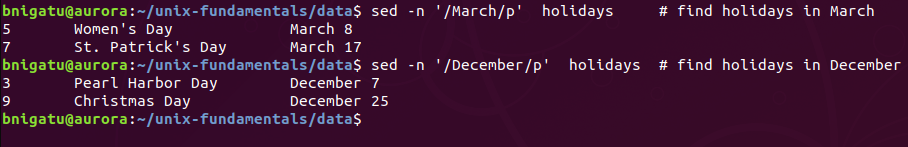 bnigatu@aurora:~/unix-fundamentals/data$ sed -n '/March/p'  holidays     # find holidays in March
5       Women's Day             March 8
7       St. Patrick's Day       March 17
bnigatu@aurora:~/unix-fundamentals/data$ sed -n '/December/p'  holidays  # find holidays in December
3       Pearl Harbor Day        December 7
9       Christmas Day           December 25
bnigatu@aurora:~/unix-fundamentals/data$